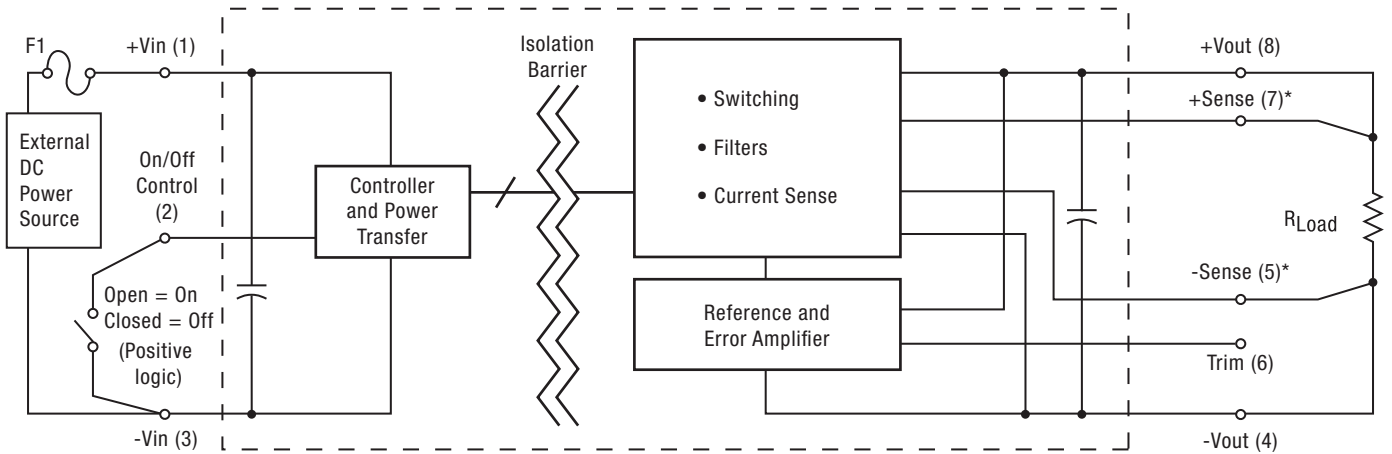 F1
+Vin (1)
External
DC
Power
Source
On/Off
Control
(2)
Open = On
Closed = Off
(Positive
logic)
-Vin (3)
Controller
and Power
Transfer
Isolation
Barrier
• Switching
• Filters
• Current Sense
Reference and
Error Amplifier
+Vout (8)
+Sense (7)*
RLoad
-Sense (5)*
Trim (6)
-Vout (4)